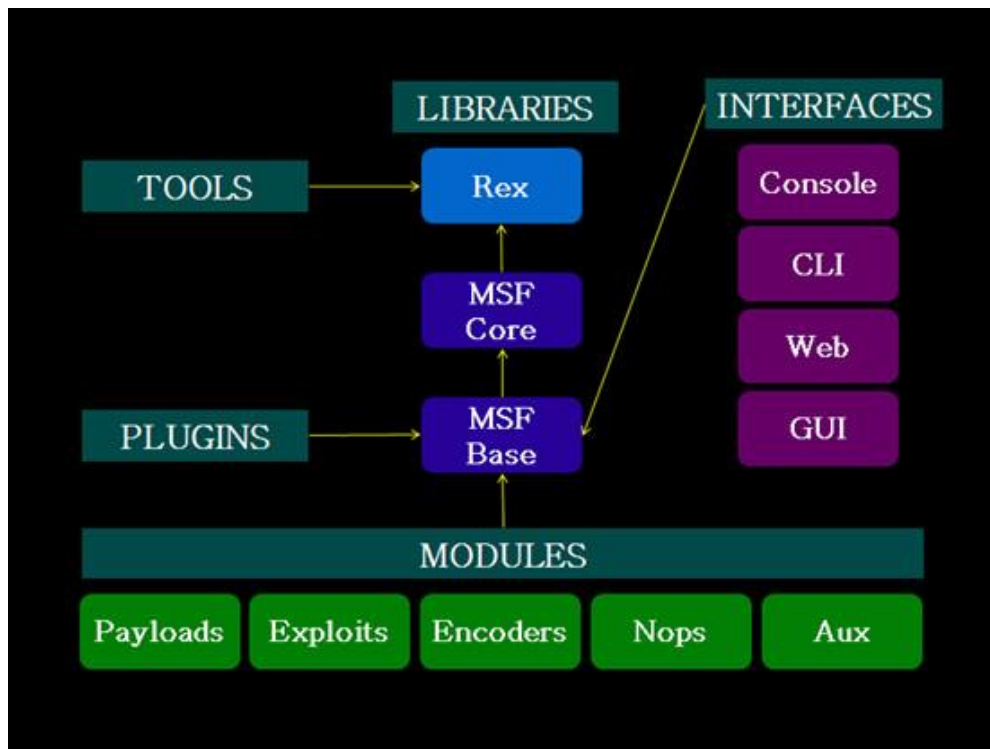 LIBRARIES
INTERFACES
TOOLS
Rex
Console
MSF
Core
CLI
Web
PLUGINS
MSF
Base
GUI
MODULES
Payloads
Exploits
Encoders
Nops
Aux